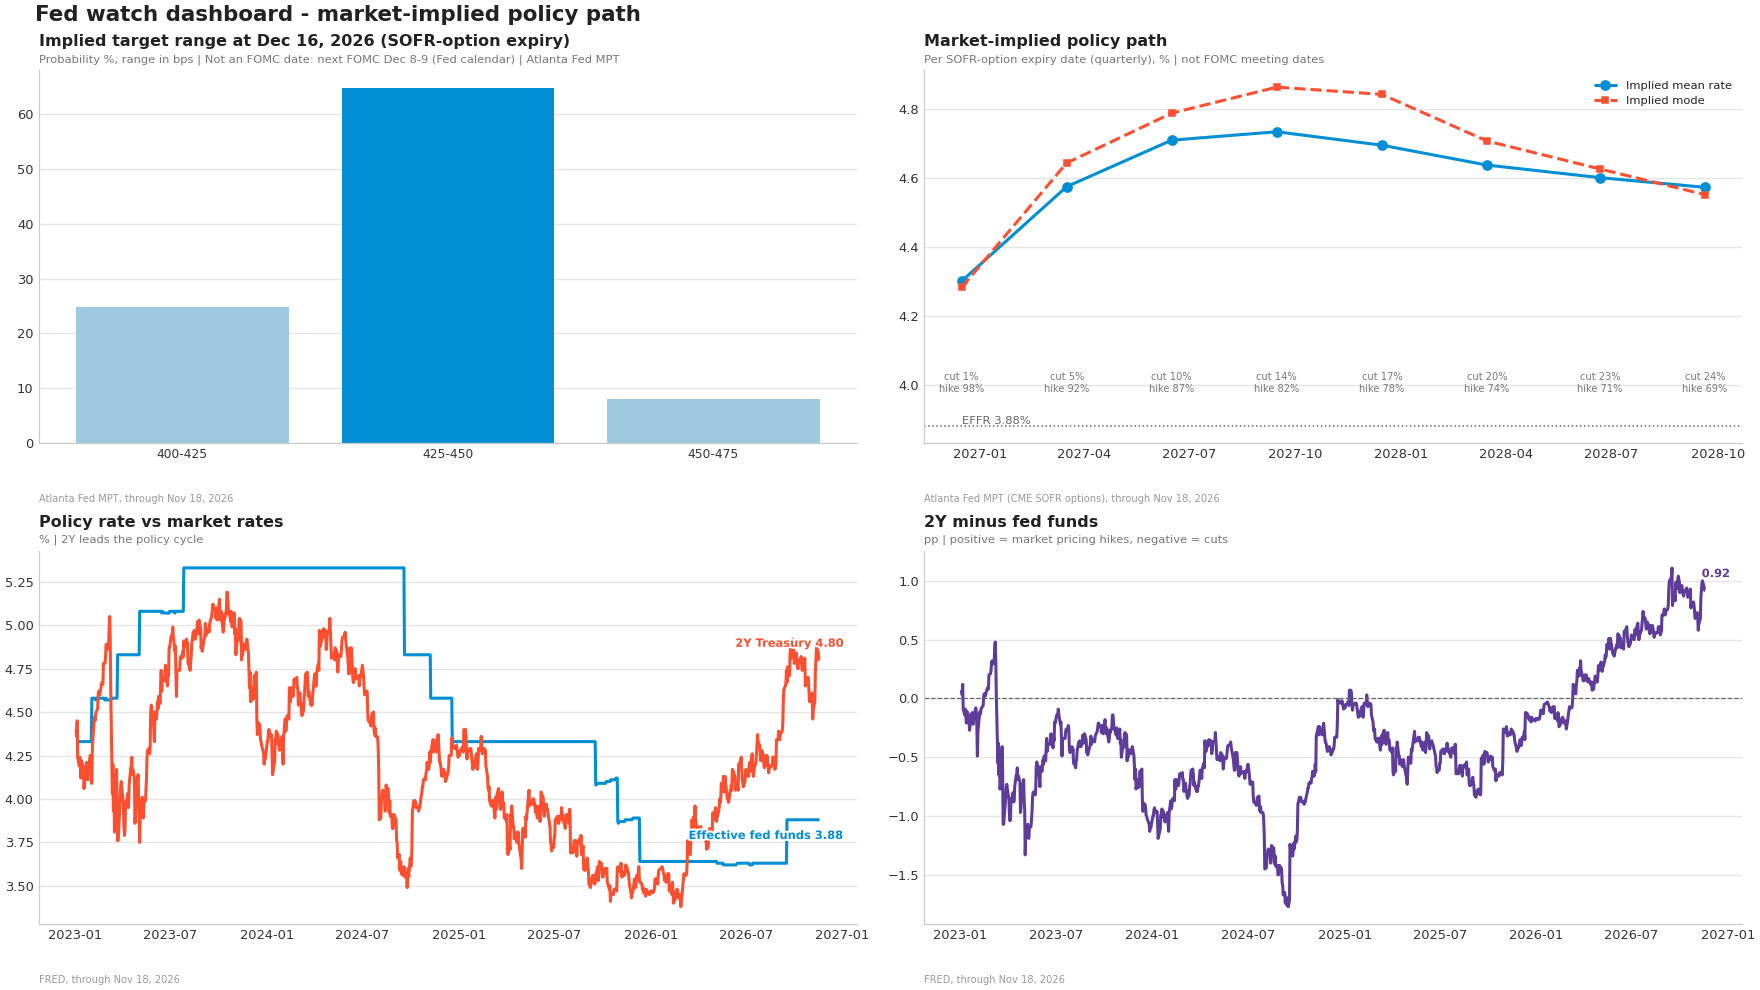 Fed watch dashboard - market-implied policy path
Implied target range at Dec 16, 2026 (SOFR-option expiry)
Probability %, range in bps | Not an FOMC date: next FOMC Dec 8-9 (Fed calendar) | Atlanta Fed MPT
60
50
40
30
20
10
0
400-425
425-450
450-475
Atlanta Fed MPT, through Nov 18, 2026
Market-implied policy path
Per SOFR-option expiry date (quarterly), % | not FOMC meeting dates
Implied mean rate
Implied mode
4.8
4.6
4.4
4.2
4.0
cut 1%
hike 98%
cut 5%
hike 92%
cut 10%
hike 87%
cut 14%
hike 82%
cut 17%
hike 78%
cut 20%
hike 74%
cut 23%
hike 71%
cut 24%
hike 69%
EFFR 3.88%
2027-01
2027-04
2027-07
2027-10
2028-01
2028-04
2028-07
2028-10
Atlanta Fed MPT (CME SOFR options), through Nov 18, 2026
Policy rate vs market rates
% | 2Y leads the policy cycle
5.25
5.00
4.75
4.50
4.25
4.00
3.75
3.50
2Y Treasury 4.80
Effective fed funds 3.88
2023-01
2023-07
2024-01
2024-07
2025-01
2025-07
2026-01
2026-07
2027-01
FRED, through Nov 18, 2026
2Y minus fed funds
pp | positive = market pricing hikes, negative = cuts
1.0
0.5
0.0
−0.5
−1.0
−1.5
0.92
2023-01
2023-07
2024-01
2024-07
2025-01
2025-07
2026-01
2026-07
2027-01
FRED, through Nov 18, 2026